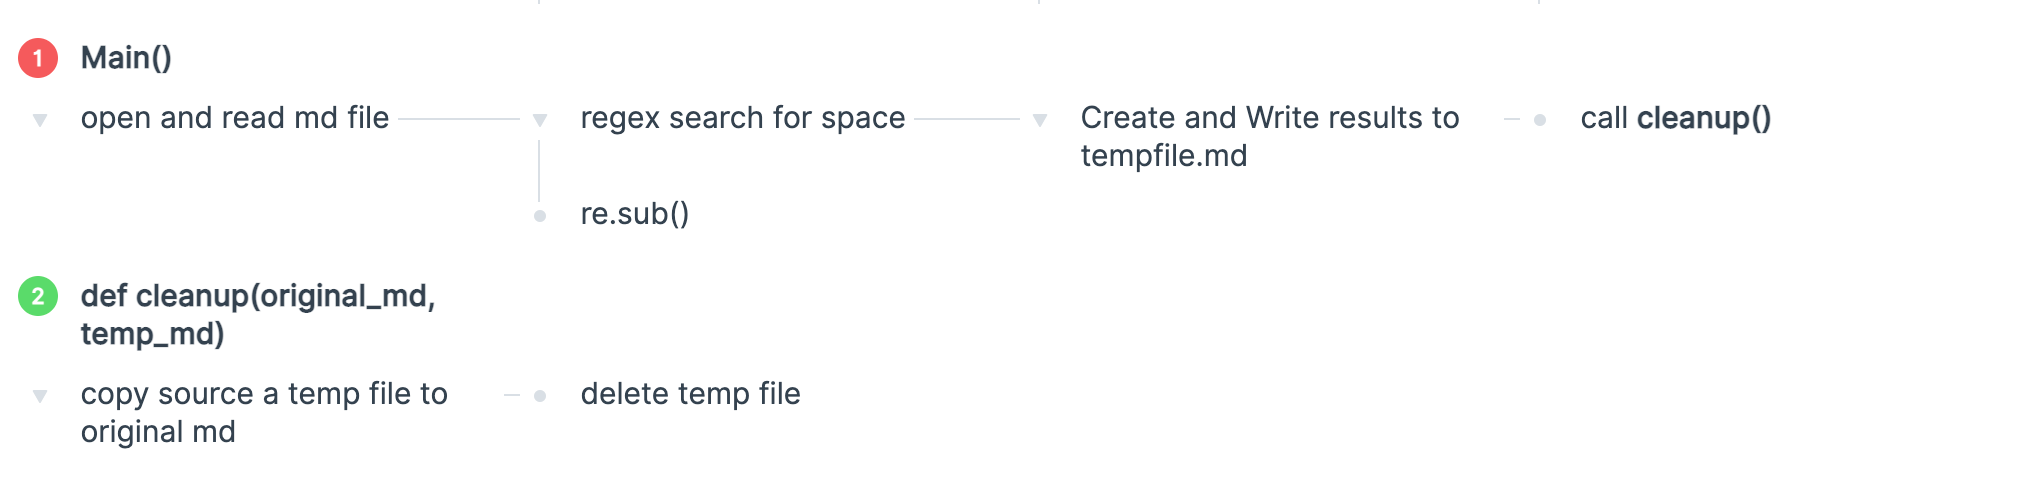 1 Main()
open and read md file
regex search for space
Create and Write results to
tempfile.md
call cleanup()
re.sub()
2 def cleanup(original_md,
temp_md)
copy source a temp file to
original md
delete temp file